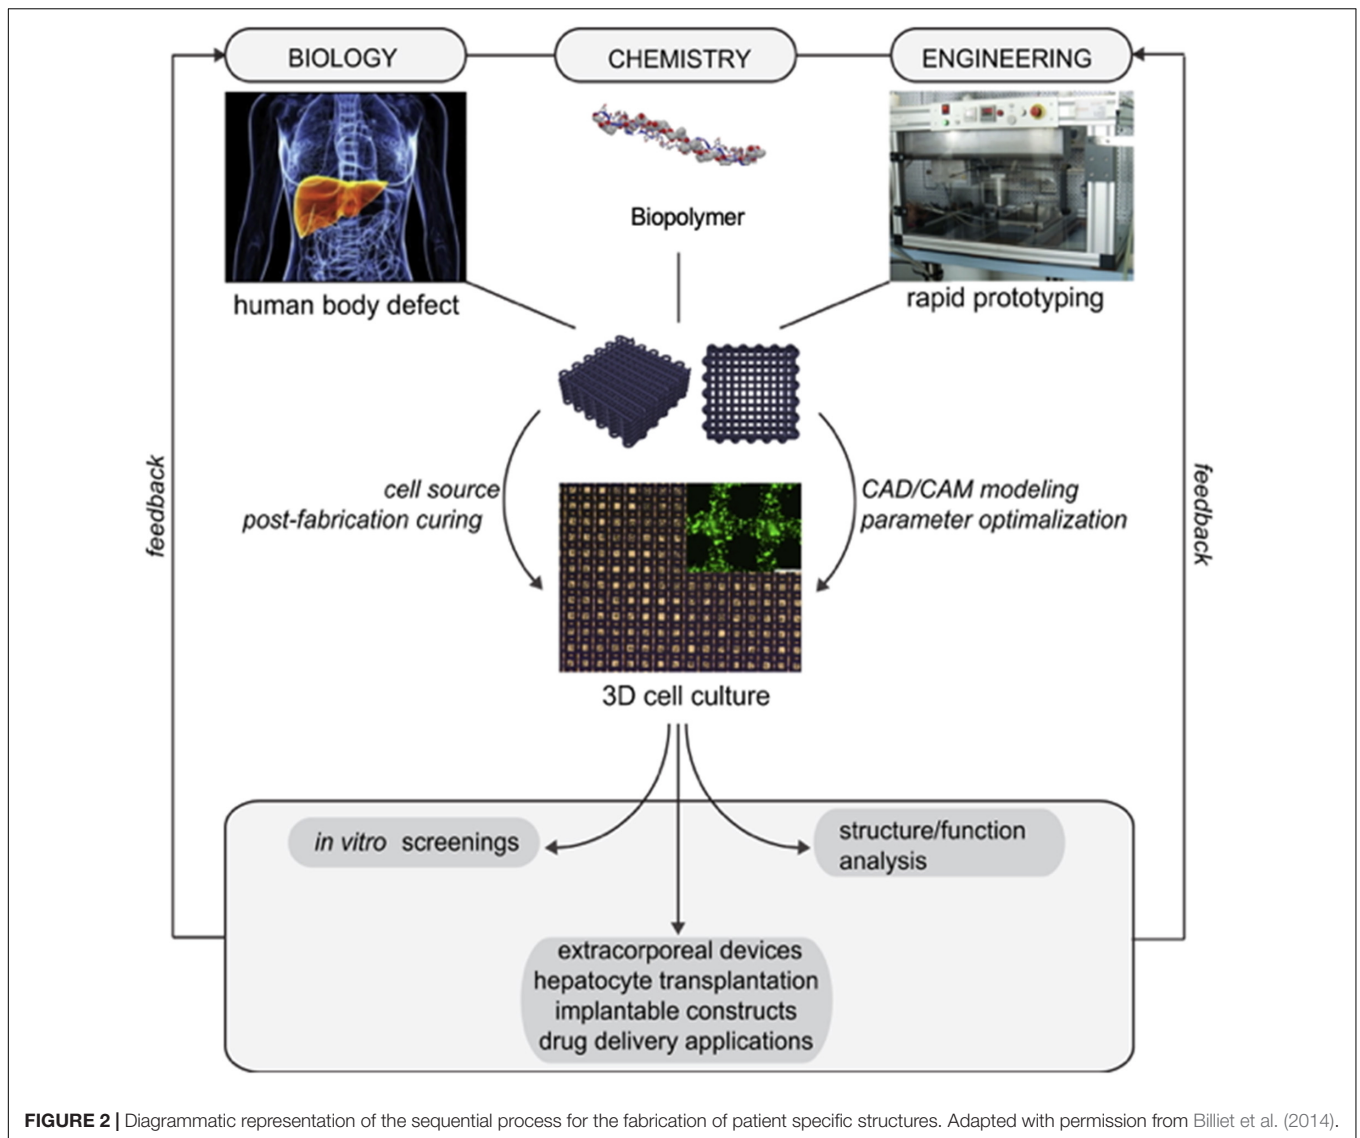 BIOLOGY
CHEMISTRY
ENGINEERING
Biopolymer
human body defect
rapid prototyping
cell source
post-fabrication curing
CAD/CAM modeling
parameter optimalization
feedback
feedback
3D cell culture
in vitro screenings
structure/function
analysis
extracorporeal devices
hepatocyte transplantation
implantable constructs
drug delivery applications
FIGURE 2 | Diagrammatic representation of the sequential process for the fabrication of patient specific structures. Adapted with permission from Billiet et al. (2014).